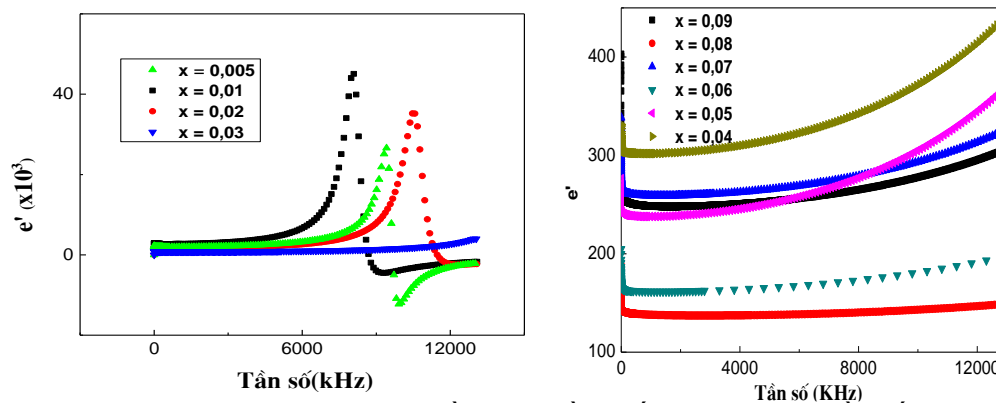 e' (x10³)
40
0
x = 0,005
x = 0,01
x = 0,02
x = 0,03
0
6000
12000
Tần số(kHz)
e'
400
300
200
100
x = 0,09
x = 0,08
x = 0,07
x = 0,06
x = 0,05
x = 0,04
0
4000
8000
12000
Tần số (KHz)